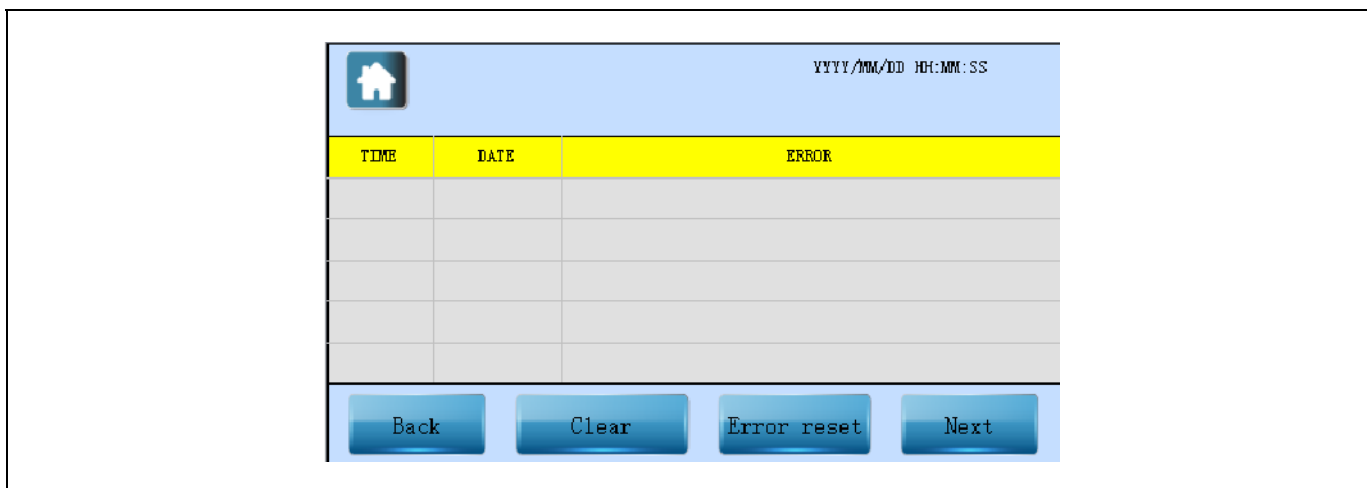 YYYY/MM/DD HH:MM:SS
TIME DATE ERROR
Back Clear Error reset Next